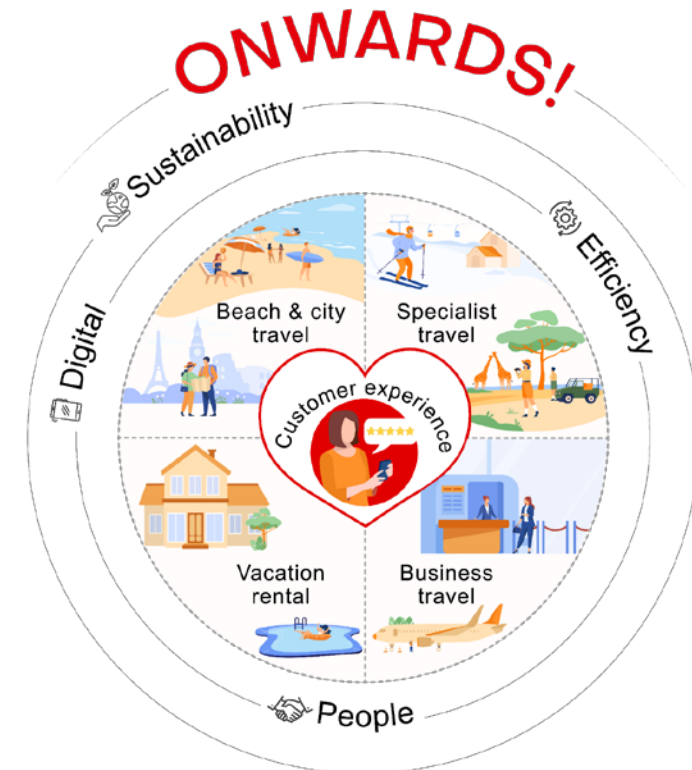 ONWARDS!
Sustainability
Efficiency
Digital
Beach & city
travel
Specialist
travel
Customer experience
Vacation
rental
Business
travel
People